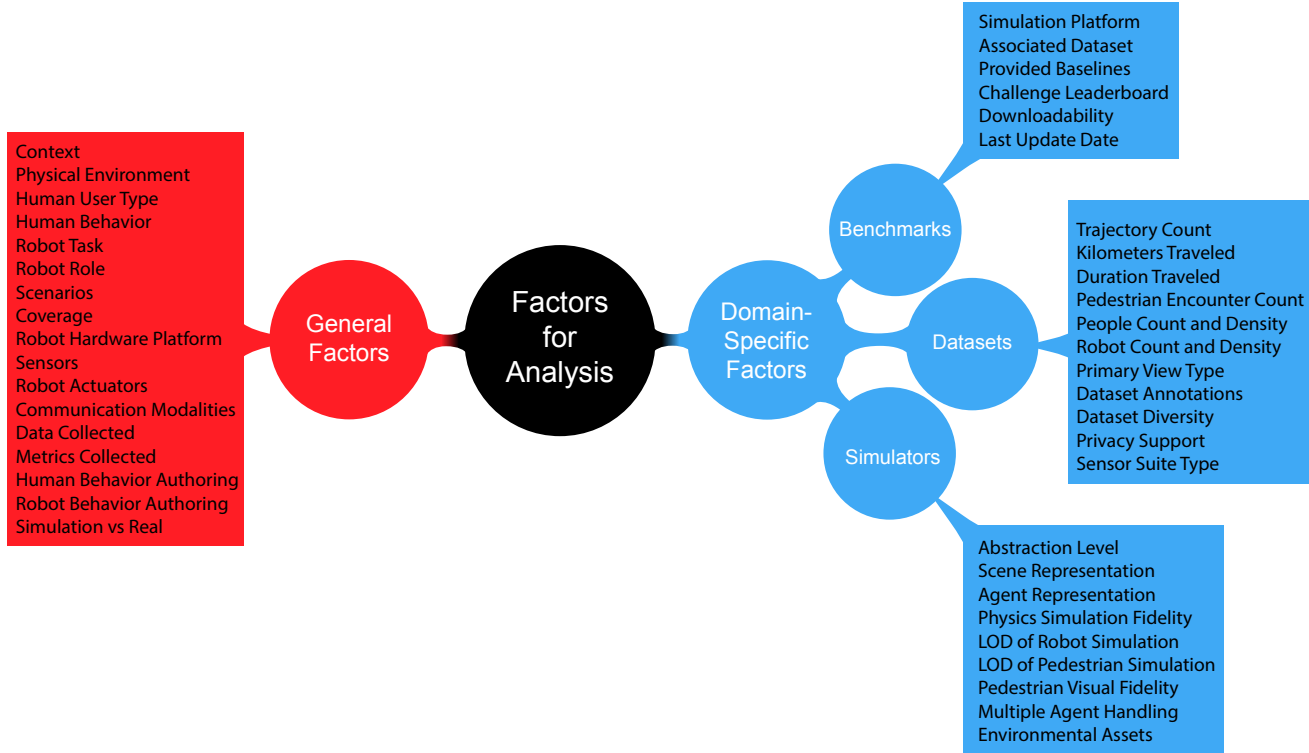 Context
Physical Environment
Human User Type
Human Behavior
Robot Task
Robot Role
Scenarios
Coverage
Robot Hardware Platform
Sensors
Robot Actuators
Communication Modalities
Data Collected
Metrics Collected
Human Behavior Authoring
Robot Behavior Authoring
Simulation vs Real
General
Factors
Factors
for
Analysis
Domain-
Specific
Factors
Benchmarks
Simulation Platform
Associated Dataset
Provided Baselines
Challenge Leaderboard
Downloadability
Last Update Date
Datasets
Trajectory Count
Kilometers Traveled
Duration Traveled
Pedestrian Encounter Count
People Count and Density
Robot Count and Density
Primary View Type
Dataset Annotations
Dataset Diversity
Privacy Support
Sensor Suite Type
Simulators
Abstraction Level
Scene Representation
Agent Representation
Physics Simulation Fidelity
LOD of Robot Simulation
LOD of Pedestrian Simulation
Pedestrian Visual Fidelity
Multiple Agent Handling
Environmental Assets